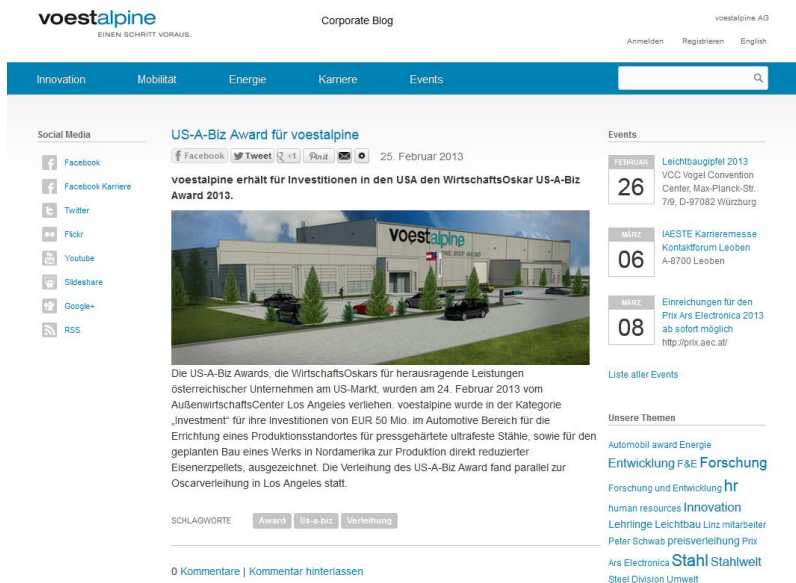 voestalpine
EINEN SCHRITT VORAUS.
Corporate Blog
voestalpine AG
Anmelden Registrieren English
Innovation Mobilität Energie Karriere Events
Social Media
Facebook
Facebook Karriere
Twitter
Flickr
Youtube
Slideshare
Google+
RSS
US-A-Biz Award für voestalpine
Facebook Tweet +1 Pin it 25. Februar 2013
voestalpine erhält für Investitionen in den USA den WirtschaftsOskar US-A-Biz
Award 2013.
voestalpine
ONE STEP AHEAD
Die US-A-Biz Awards, die WirtschaftsOskars für herausragende Leistungen
österreichischer Unternehmen am US-Markt, wurden am 24. Februar 2013 vom
AußenwirtschaftsCenter Los Angeles verliehen. voestalpine wurde in der Kategorie
„Investment“ für ihre Investitionen von EUR 50 Mio. im Automotive Bereich für die
Errichtung eines Produktionsstandortes für pressgehärtete ultrafeste Stähle, sowie für den
geplanten Bau eines Werks in Nordamerika zur Produktion direkt reduzierter
Eisenerzpellets, ausgezeichnet. Die Verleihung des US-A-Biz Award fand parallel zur
Oscarverleihung in Los Angeles statt.
SCHLAGWORTE Award Us-a-biz Verleihung
0 Kommentare | Kommentar hinterlassen
Events
FEBRUAR
26
Leichtbaugipfel 2013
VCC Vogel Convention
Center, Max-Planck-Str.
7/9, D-97082 Würzburg
MÄRZ
06
IAESTE Karrieremesse
Kontaktforum Leoben
A-8700 Leoben
MÄRZ
08
Einreichungen für den
Prix Ars Electronica 2013
ab sofort möglich
http://prix.aec.at/
Liste aller Events
Unsere Themen
Automobil award Energie
Entwicklung F&E Forschung
Forschung und Entwicklung hr
human resources Innovation
Lehrlinge Leichtbau Linz mitarbeiter
Peter Schwab preisverleihung Prix
Ars Electronica Stahl Stahlwelt
Steel Division Umwelt